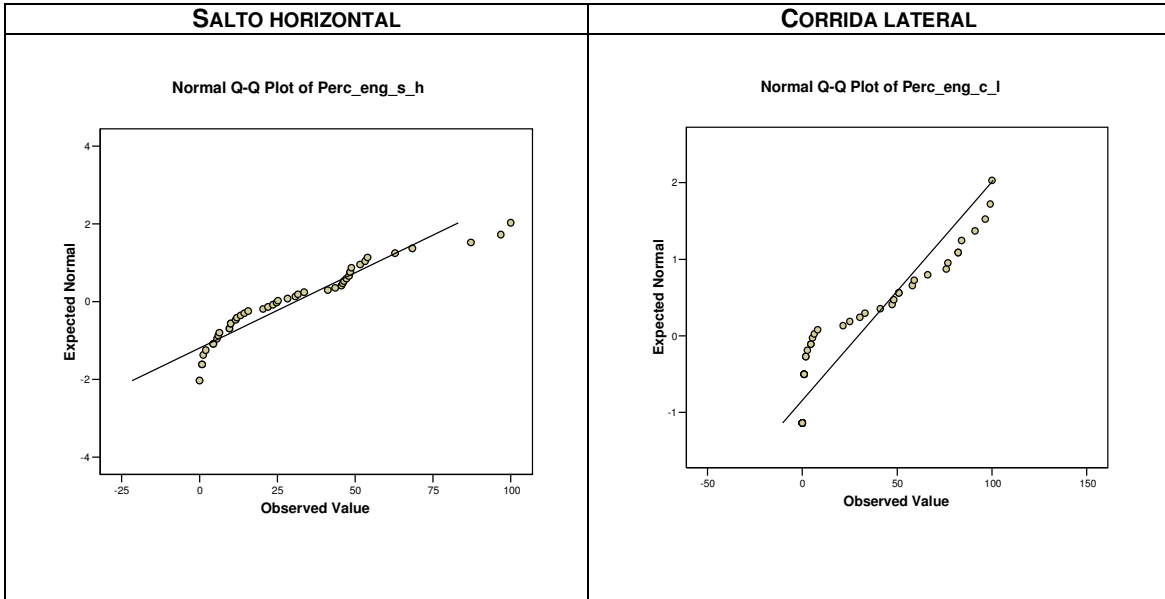 SALTO HORIZONTAL
CORRIDA LATERAL
Normal Q-Q Plot of Perc_eng_s_h
4
2
0
-2
-4
Expected Normal
-25 0 25 50 75 100
Observed Value
Normal Q-Q Plot of Perc_eng_c_l
2
1
0
-1
Expected Normal
-50 0 50 100 150
Observed Value